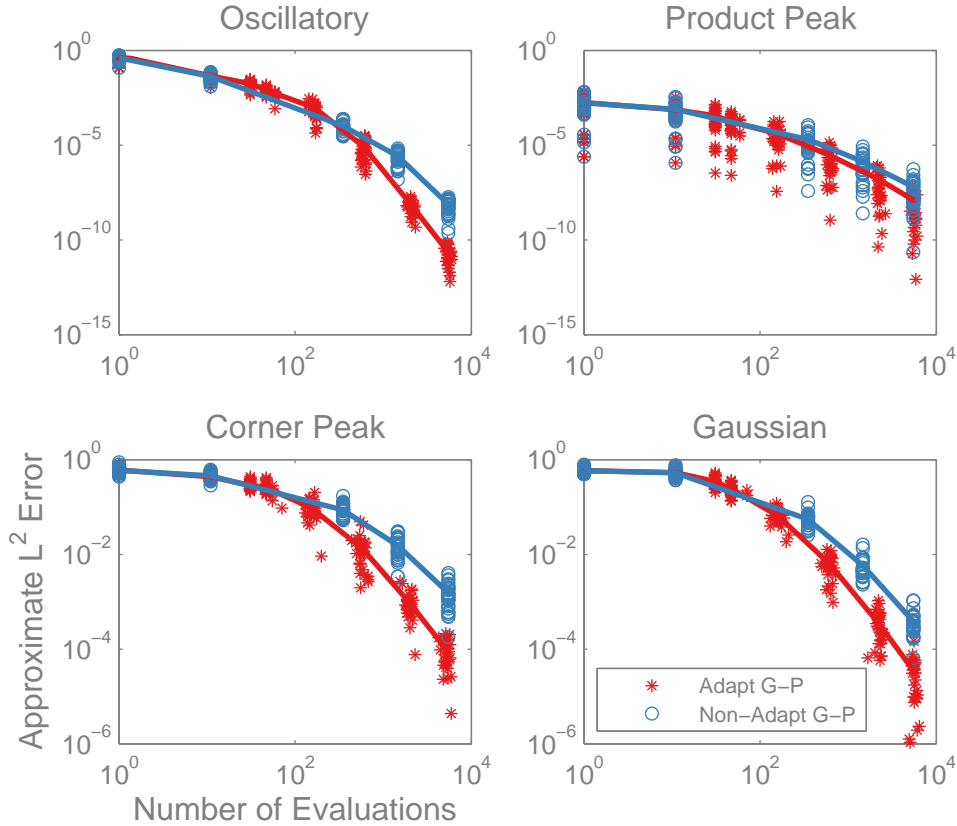 Oscillatory
10^0
10^−5
10^−10
10^−15
10^0 10^2 10^4
Product Peak
10^0
10^−5
10^−10
10^−15
10^0 10^2 10^4
Corner Peak
10^0
10^−2
10^−4
10^−6
10^0 10^2 10^4
Approximate L^2 Error
Number of Evaluations
Gaussian
10^0
10^−2
10^−4
10^−6
10^0 10^2 10^4
Adapt G−P
Non−Adapt G−P